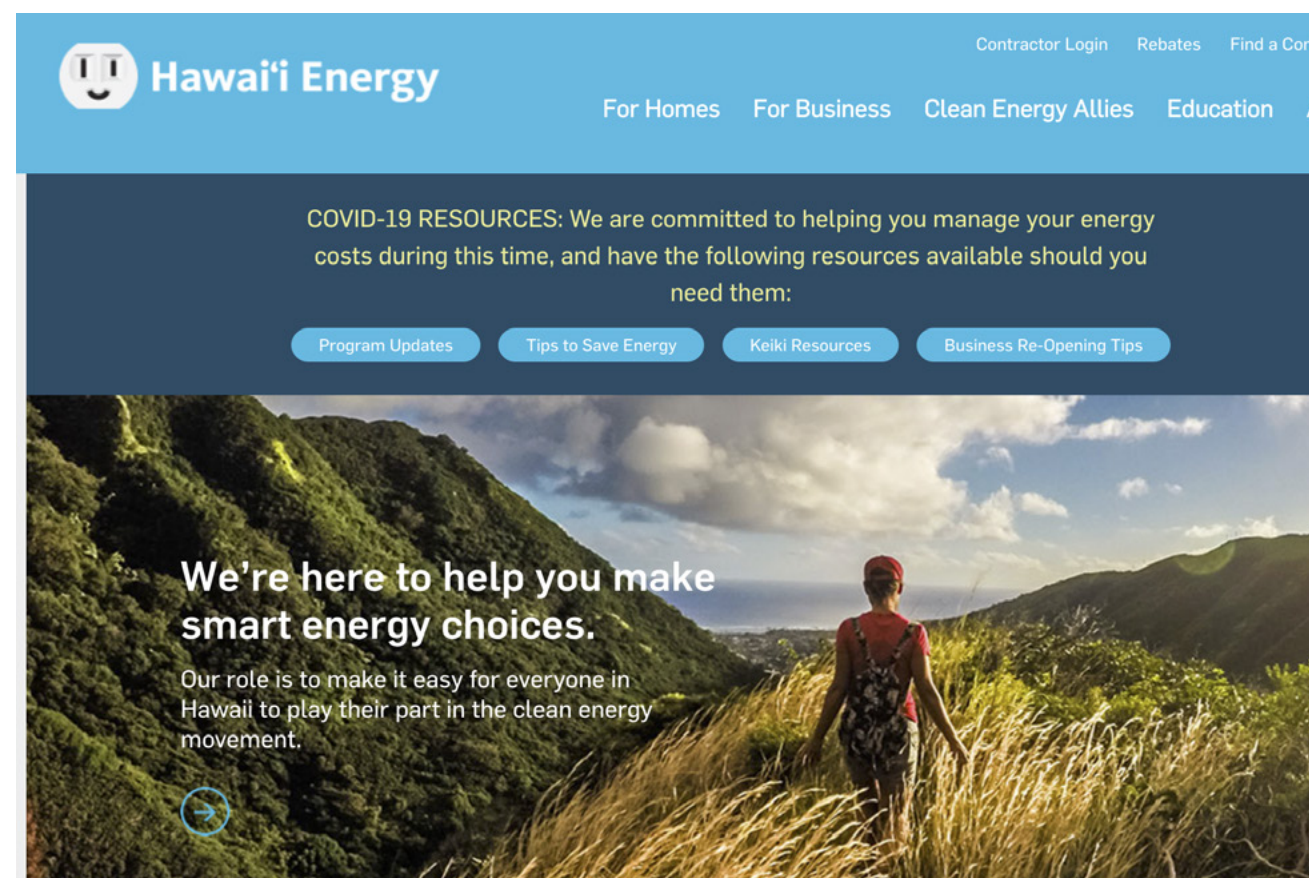 Contractor Login Rebates Find a
Hawaiʻi Energy
For Homes For Business Clean Energy Allies Education
COVID-19 RESOURCES: We are committed to helping you manage your energy
costs during this time, and have the following resources available should you
need them:
Program Updates Tips to Save Energy Keiki Resources Business Re-Opening Tips
We're here to help you make
smart energy choices.
Our role is to make it easy for everyone in
Hawaii to play their part in the clean energy
movement.